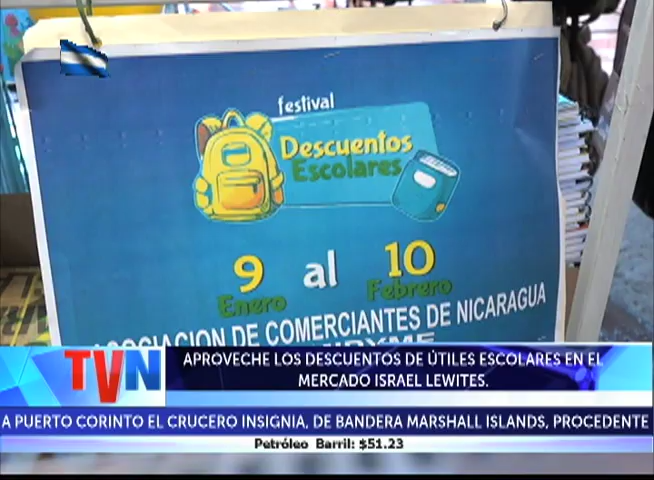 festival
Descuentos
Escolares
9 al 10
Enero Febrero
ASOCIACION DE COMERCIANTES DE NICARAGUA
TVN
APROVECHE LOS DESCUENTOS DE ÚTILES ESCOLARES EN EL
MERCADO ISRAEL LEWITES.
A PUERTO CORINTO EL CRUCERO INSIGNIA, DE BANDERA MARSHALL ISLANDS, PROCEDENTE
Petróleo Barril: $51.23